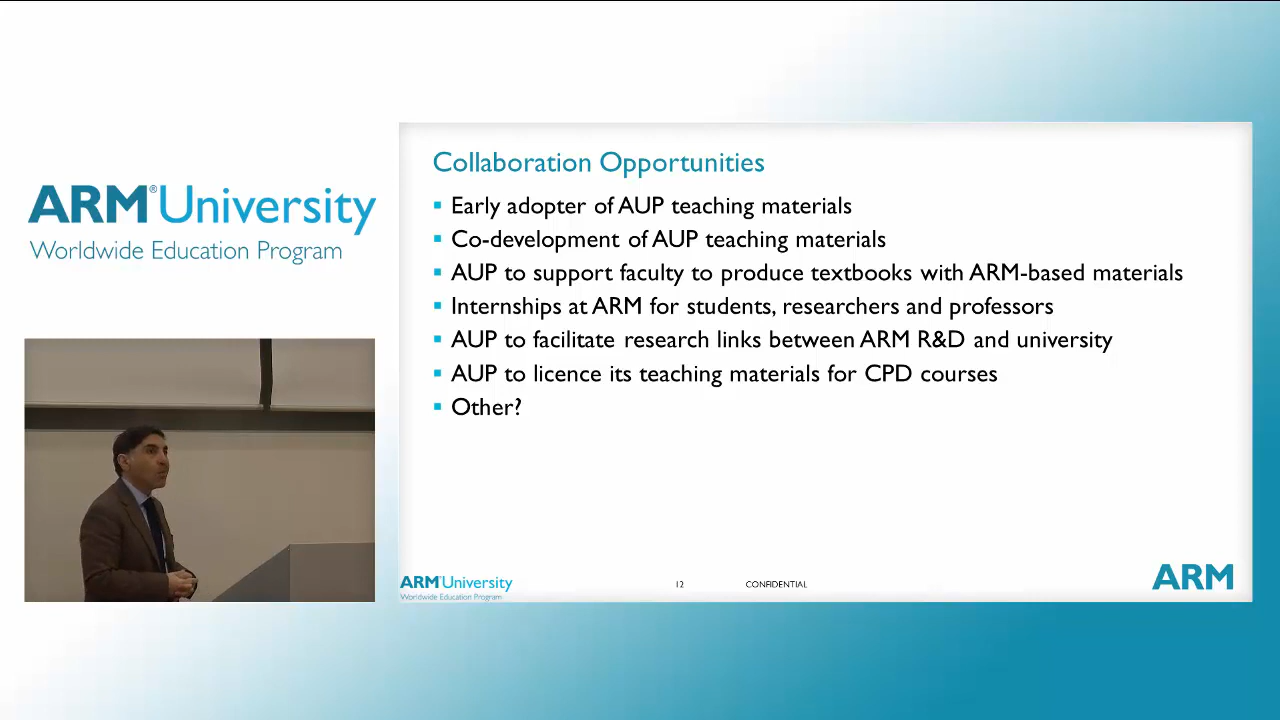 ARM®University
Worldwide Education Program
Collaboration Opportunities
▪ Early adopter of AUP teaching materials
▪ Co-development of AUP teaching materials
▪ AUP to support faculty to produce textbooks with ARM-based materials
▪ Internships at ARM for students, researchers and professors
▪ AUP to facilitate research links between ARM R&D and university
▪ AUP to licence its teaching materials for CPD courses
▪ Other?
ARM®University
Worldwide Education Program
12
CONFIDENTIAL
ARM